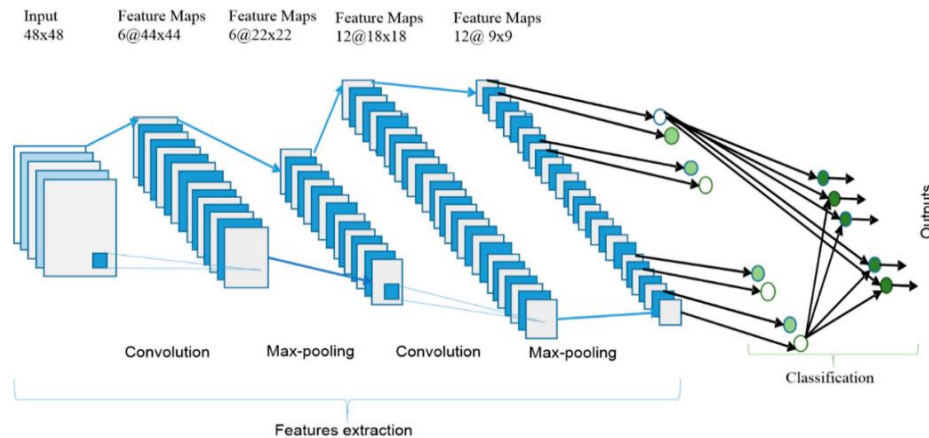 Input
48x48
Feature Maps
6@44x44
Feature Maps
6@22x22
Feature Maps
12@18x18
Feature Maps
12@ 9x9
Outputs
Convolution
Max-pooling
Convolution
Max-pooling
Classification
Features extraction